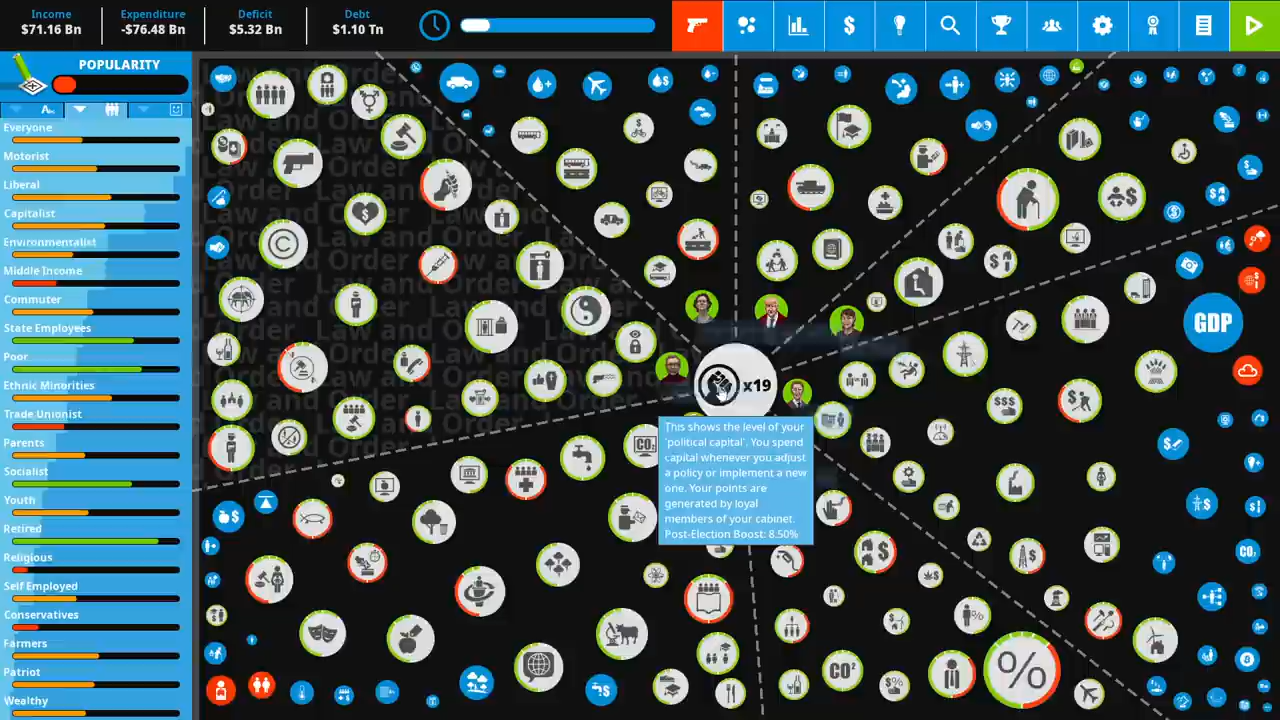 Income
$71.16 Bn
Expenditure
-$76.48 Bn
Deficit
$5.32 Bn
Debt
$1.10 Tn
POPULARITY
Everyone
Motorist
Liberal
Capitalist
Environmentalist
Middle Income
Commuter
State Employees
Poor
Ethnic Minorities
Trade Unionist
Parents
Socialist
Youth
Retired
Religious
Self Employed
Conservatives
Farmers
Patriot
Wealthy
Law and Order
GDP
x19
This shows the level of your
'political capital'. You spend
capital whenever you adjust
a policy or implement a new
one. Your points are
generated by loyal
members of your cabinet.
Post-Election Boost: 8.50%
CO2
CO²
CO₂